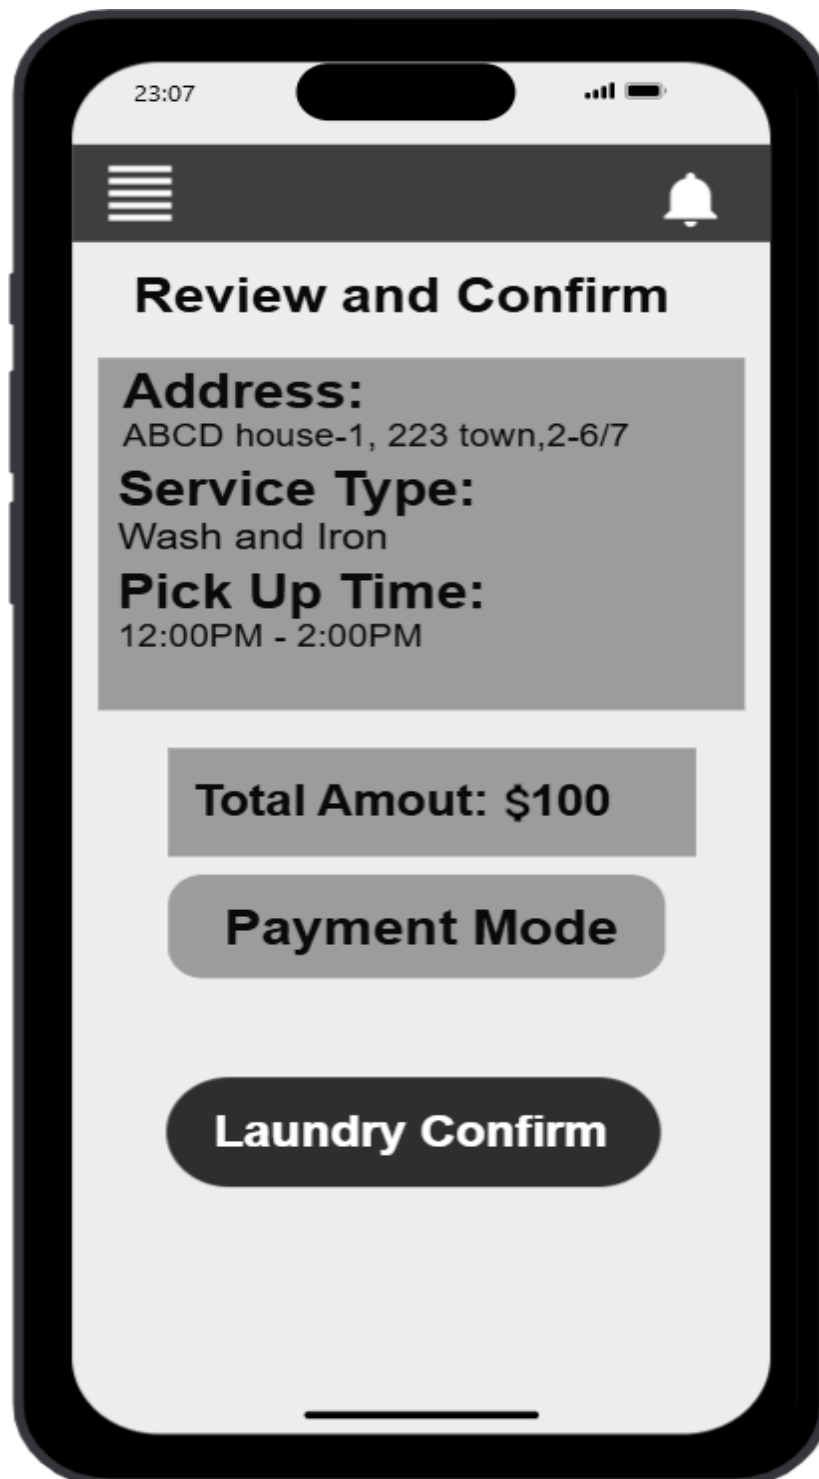 23:07
Review and Confirm
Address:
ABCD house-1, 223 town,2-6/7
Service Type:
Wash and Iron
Pick Up Time:
12:00PM - 2:00PM
Total Amout: $100
Payment Mode
Laundry Confirm